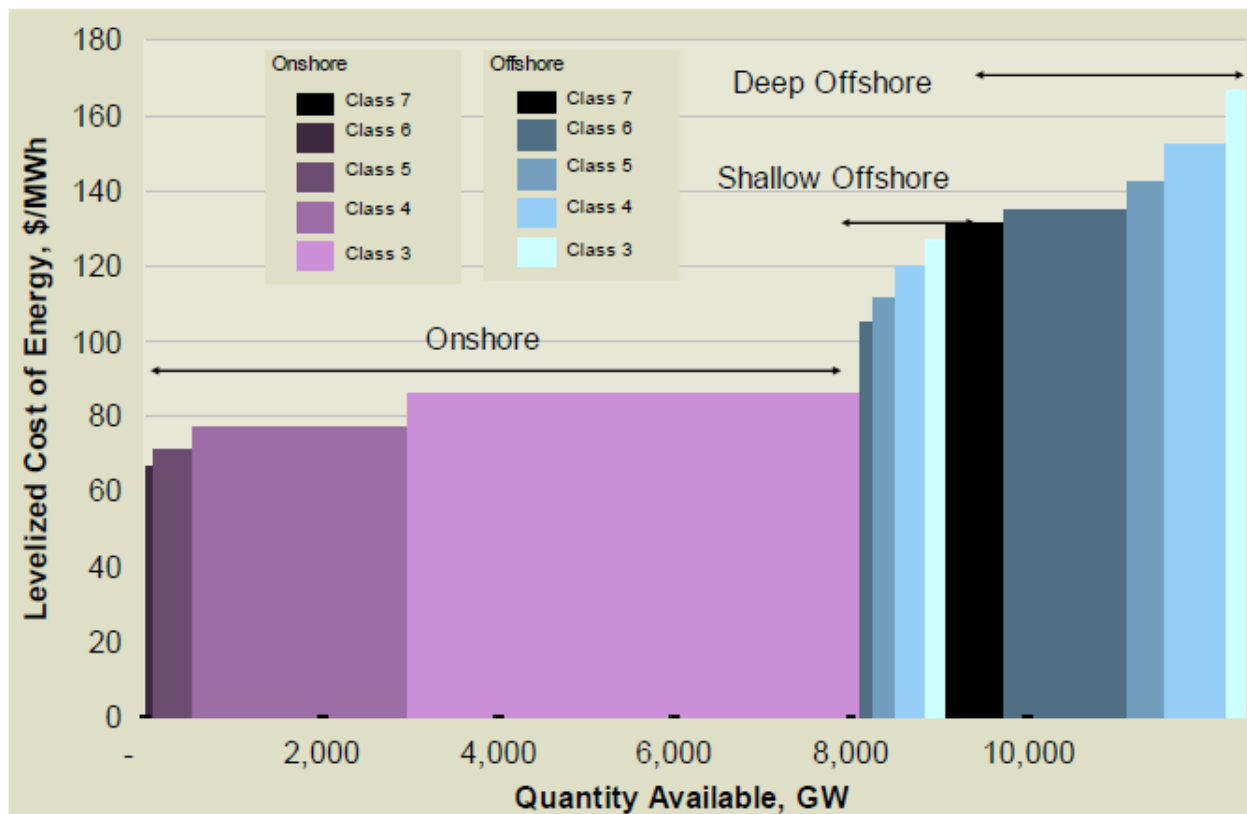 180
160
140
120
100
80
60
40
20
0
Levelized Cost of Energy, $/MWh
Onshore
Class 7
Class 6
Class 5
Class 4
Class 3
Offshore
Class 7
Class 6
Class 5
Class 4
Class 3
Deep Offshore
Shallow Offshore
Onshore
-
2,000
4,000
6,000
8,000
10,000
Quantity Available, GW